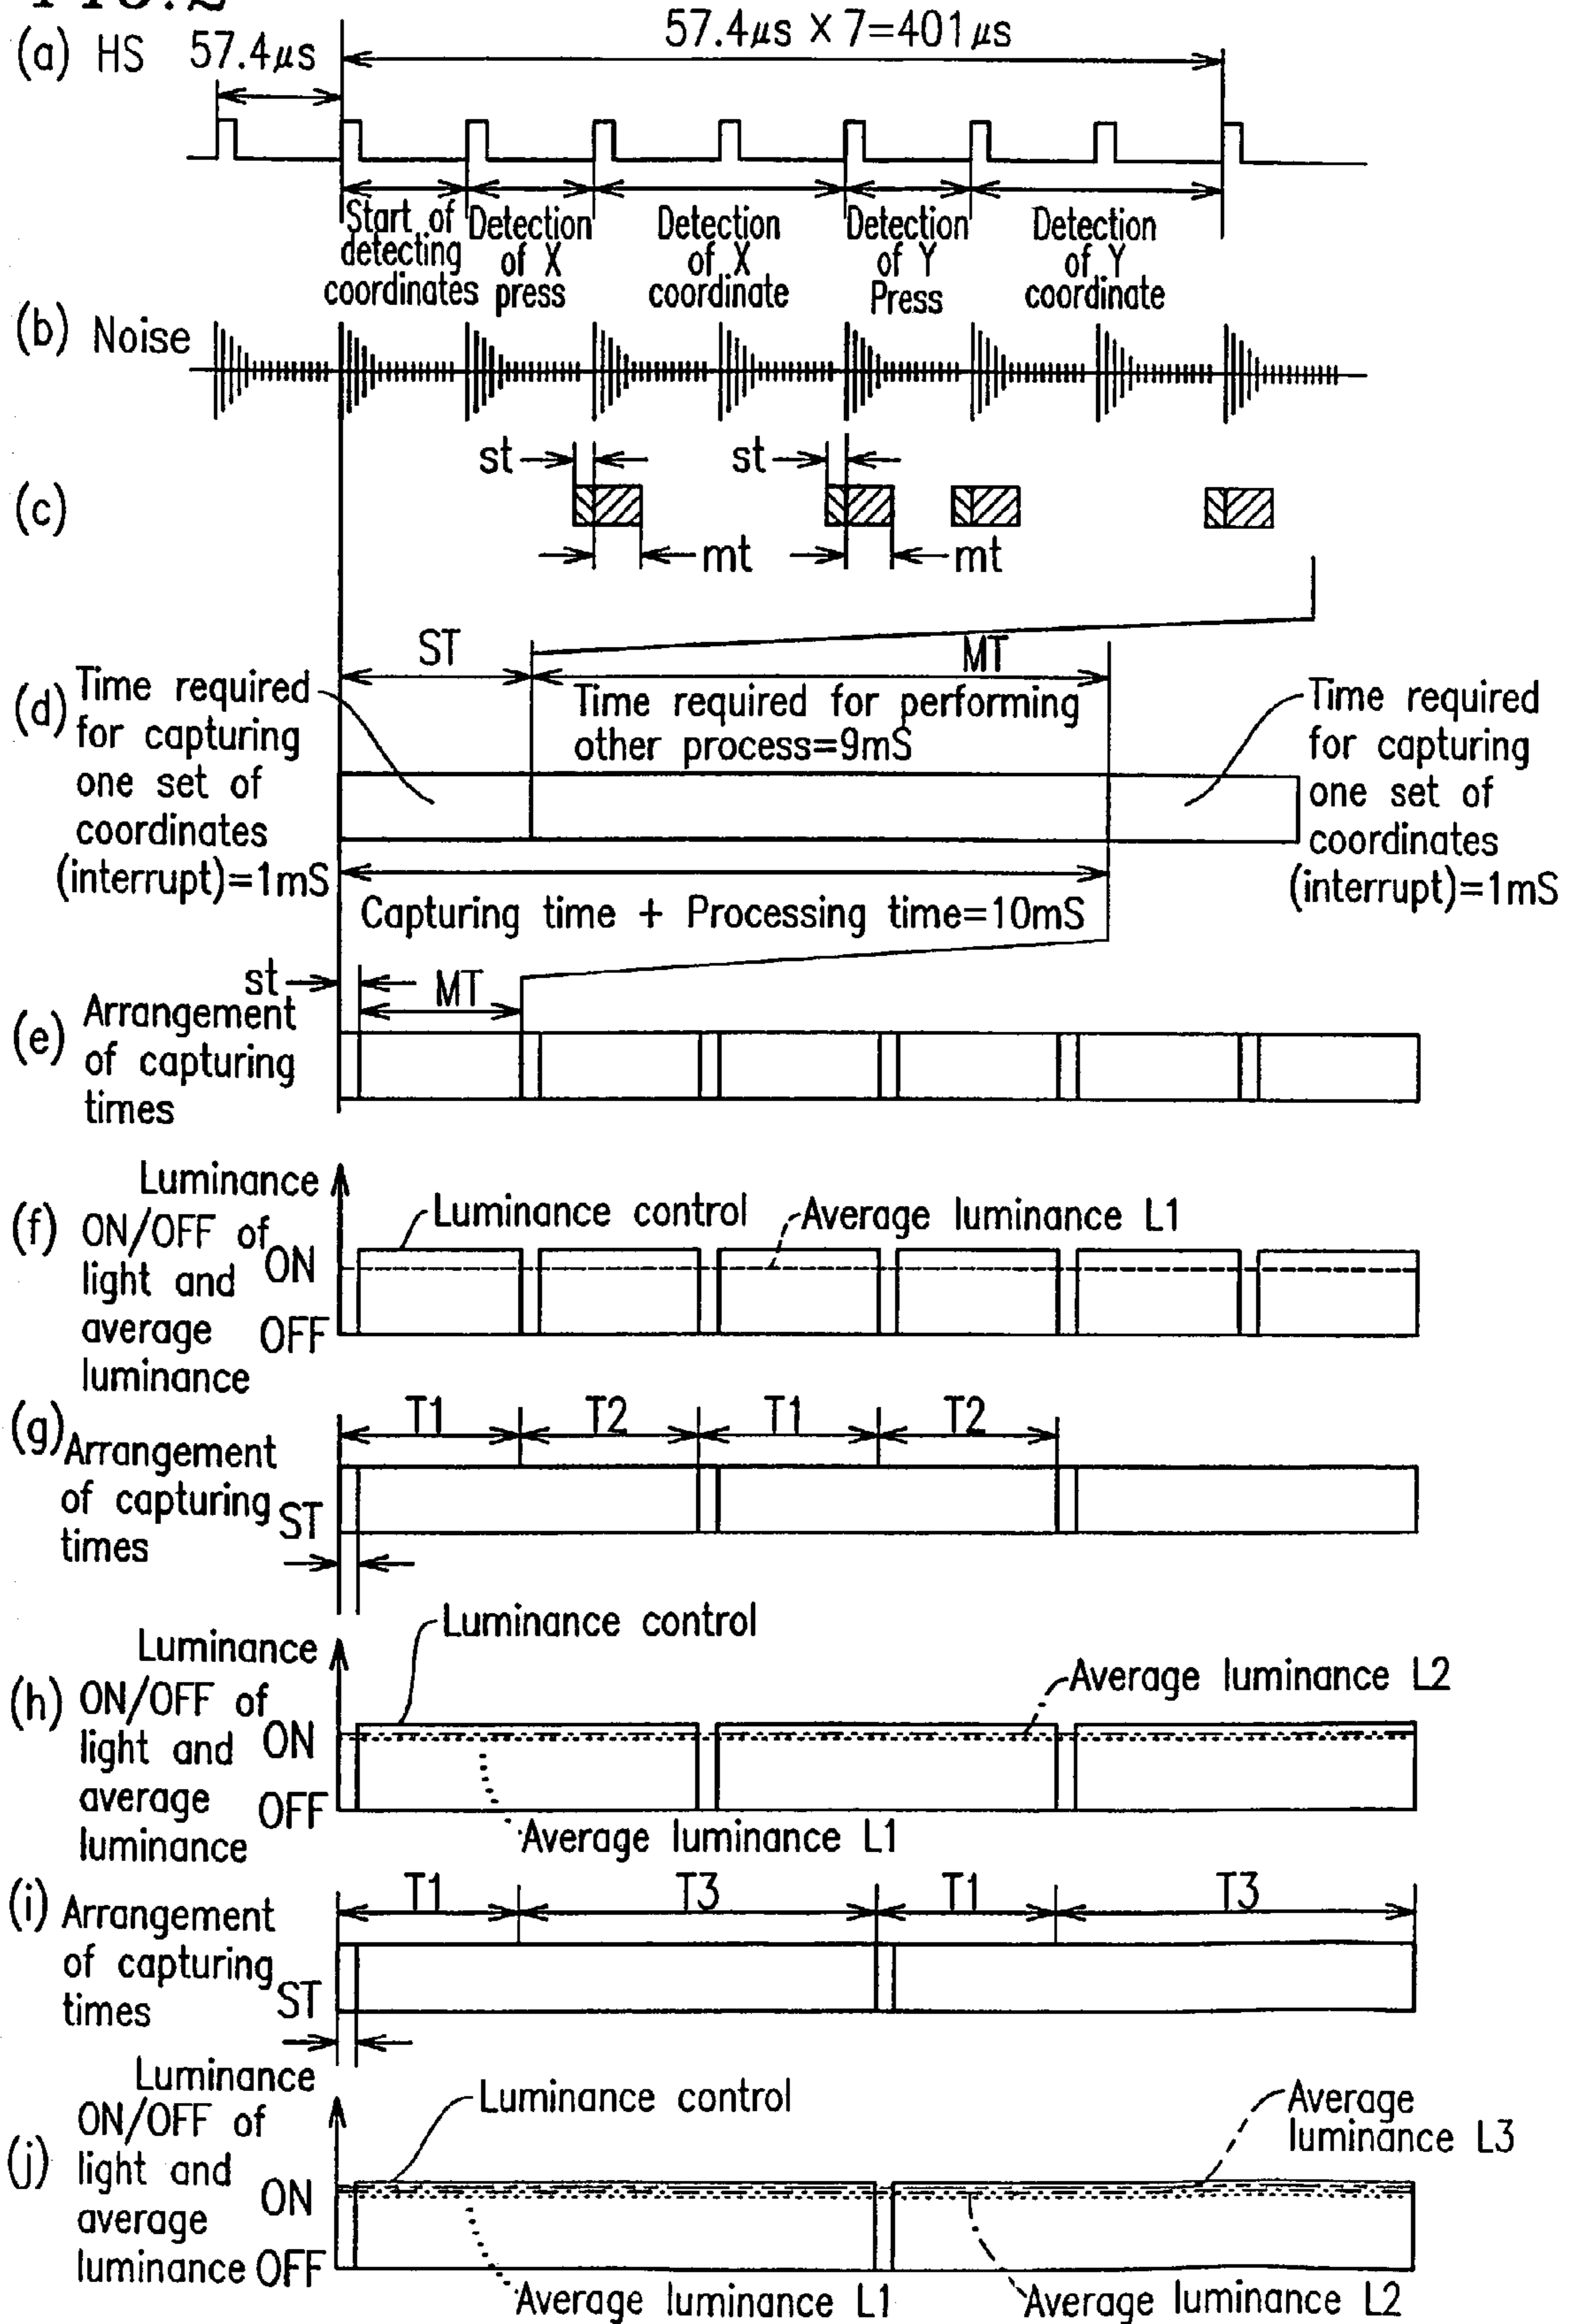 FIG.2
(a) HS 57.4μs
57.4μs X 7=401μs
Start of
detecting
coordinates
Detection
of X
press
Detection
of X
coordinate
Detection
of Y
Press
Detection
of Y
coordinate
(b) Noise
(c)
st
st
mt
mt
ST
MT
(d) Time required
for capturing
one set of
coordinates
(interrupt)=1mS
Time required for performing
other process=9mS
Time required
for capturing
one set of
coordinates
(interrupt)=1mS
Capturing time + Processing time=10mS
st
MT
(e) Arrangement
of capturing
times
Luminance
(f) ON/OFF of
light and
average
luminance
ON
OFF
Luminance control
Average luminance L1
(g) Arrangement
of capturing
times
ST
T1 T2 T1 T2
Luminance
(h) ON/OFF of
light and
average
luminance
ON
OFF
Luminance control
Average luminance L2
Average luminance L1
(i) Arrangement
of capturing
times
ST
T1 T3 T1 T3
Luminance
(j) ON/OFF of
light and
average
luminance
ON
OFF
Luminance control
Average
luminance L3
Average luminance L1
Average luminance L2